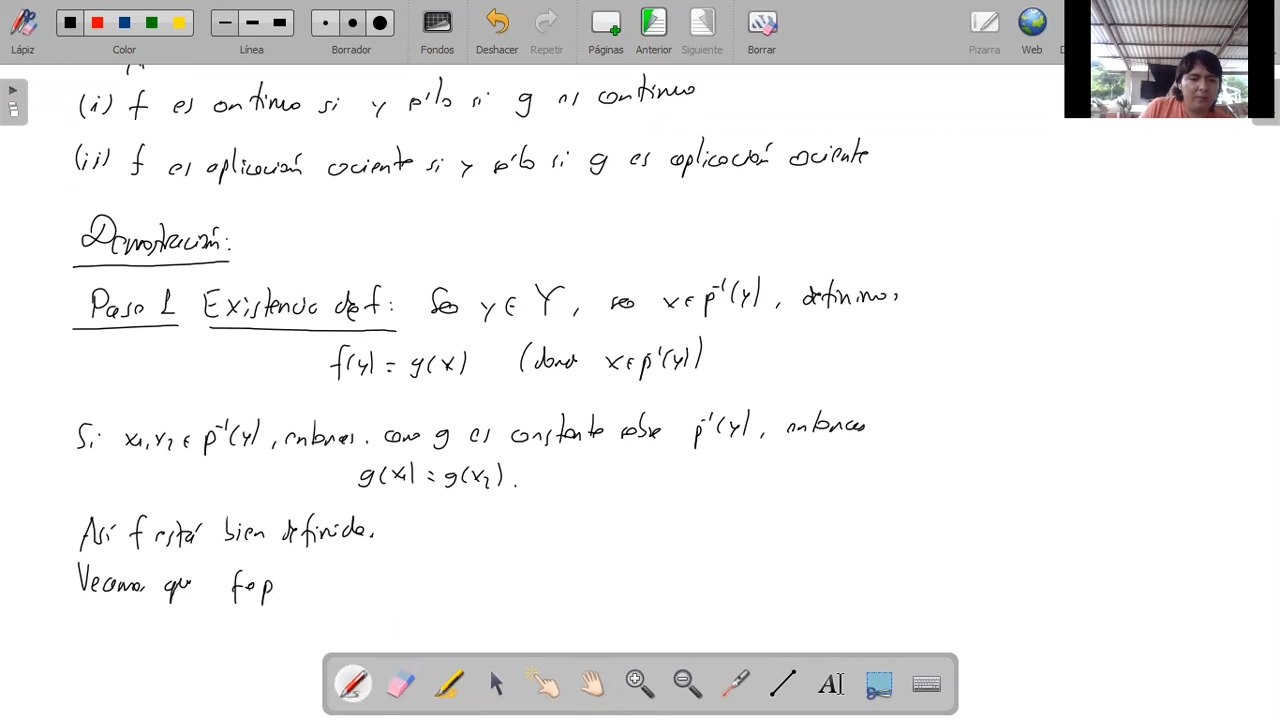 Lápiz Color Línea Borrador Fondos Deshacer Repetir Páginas Anterior Siguiente Borrar Pizarra Web
(i) f es continua si y sólo si g es continua
(ii) f es aplicación cociente si y sólo si g es aplicación cociente
Demostración:
Paso 1 Existencia de f: Sea y ∈ Y, sea x ∈ p⁻¹(y), definimos
f(y) = g(x) (donde x ∈ p⁻¹(y))
Si x₁, x₂ ∈ p⁻¹(y), entonces, como g es constante sobre p⁻¹(y), entonces
g(x₁) = g(x₂).
Así f está bien definida.
Veamos que f∘p